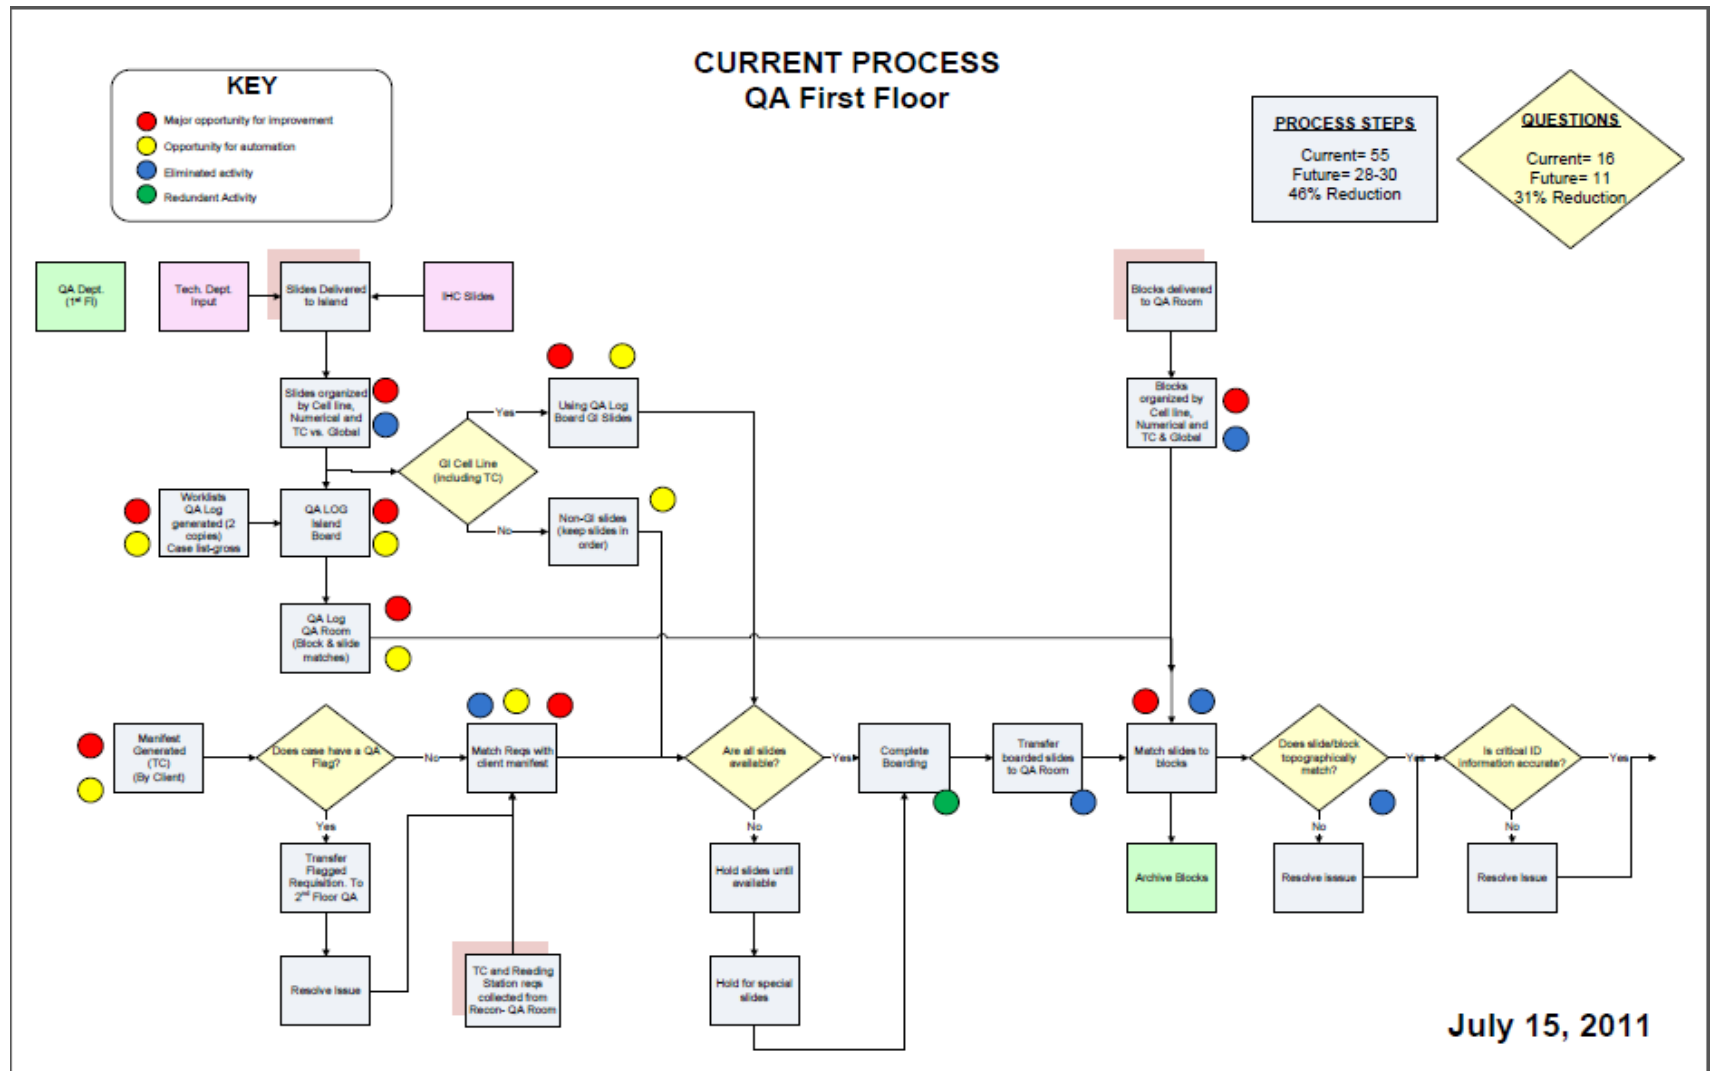 CURRENT PROCESS
QA First Floor
KEY
Major opportunity for improvement
Opportunity for automation
Eliminated activity
Redundant Activity
PROCESS STEPS
Current= 55
Future= 28-30
46% Reduction
QUESTIONS
Current= 16
Future= 11
31% Reduction
QA Dept.
(1st Fl)
Tech. Dept.
Input
Slides Delivered
to Island
IHC Slides
Blocks delivered
to QA Room
Slides organized
by Cell line,
Numerical and
TC vs. Global
Yes
Using QA Log
Board GI Slides
Blocks
organized by
Cell line,
Numerical and
TC & Global
GI Cell Line
(including TC)
Worklists
QA Log
generated (2
copies)
Case list-gross
QA LOG
Island
Board
No
Non-GI slides
(keep slides in
order)
QA Log
QA Room
(Block & slide
matches)
Manifest
Generated
(TC)
(By Client)
Does case have a QA
Flag?
No
Match Reqs with
client manifest
Are all slides
available?
Yes
Complete
Boarding
Transfer
boarded slides
to QA Room
Match slides to
blocks
Does slide/block
topographically
match?
Yes
Is critical ID
information accurate?
Yes
Yes
Transfer
Flagged
Requisition. To
2nd Floor QA
No
Hold slides until
available
Archive Blocks
No
Resolve isssue
No
Resolve Issue
Resolve Issue
TC and Reading
Station reqs
collected from
Recon- QA Room
Hold for special
slides
July 15, 2011